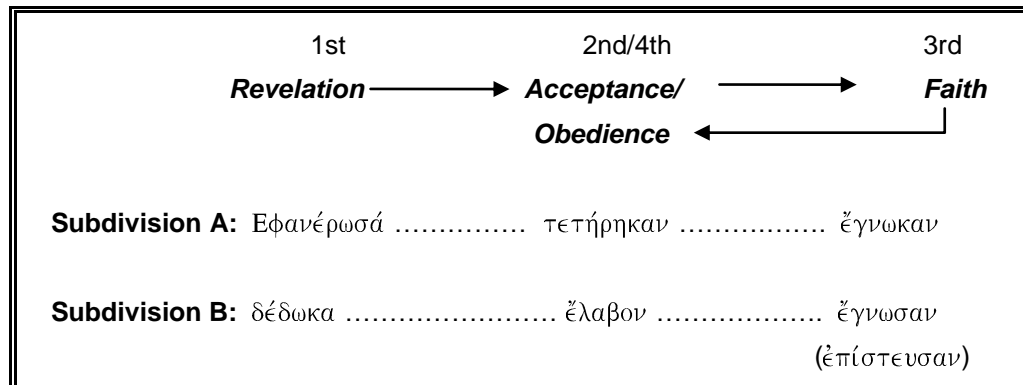 1st 2nd/4th 3rd
Revelation Acceptance/ Faith
Obedience
Subdivision A: Εφανέρωσά …………… τετήρηκαν …………….. ἔγνωκαν
Subdivision B: δέδωκα …………………… ἔλαβον ………………. ἔγνωσαν
(ἐπίστευσαν)